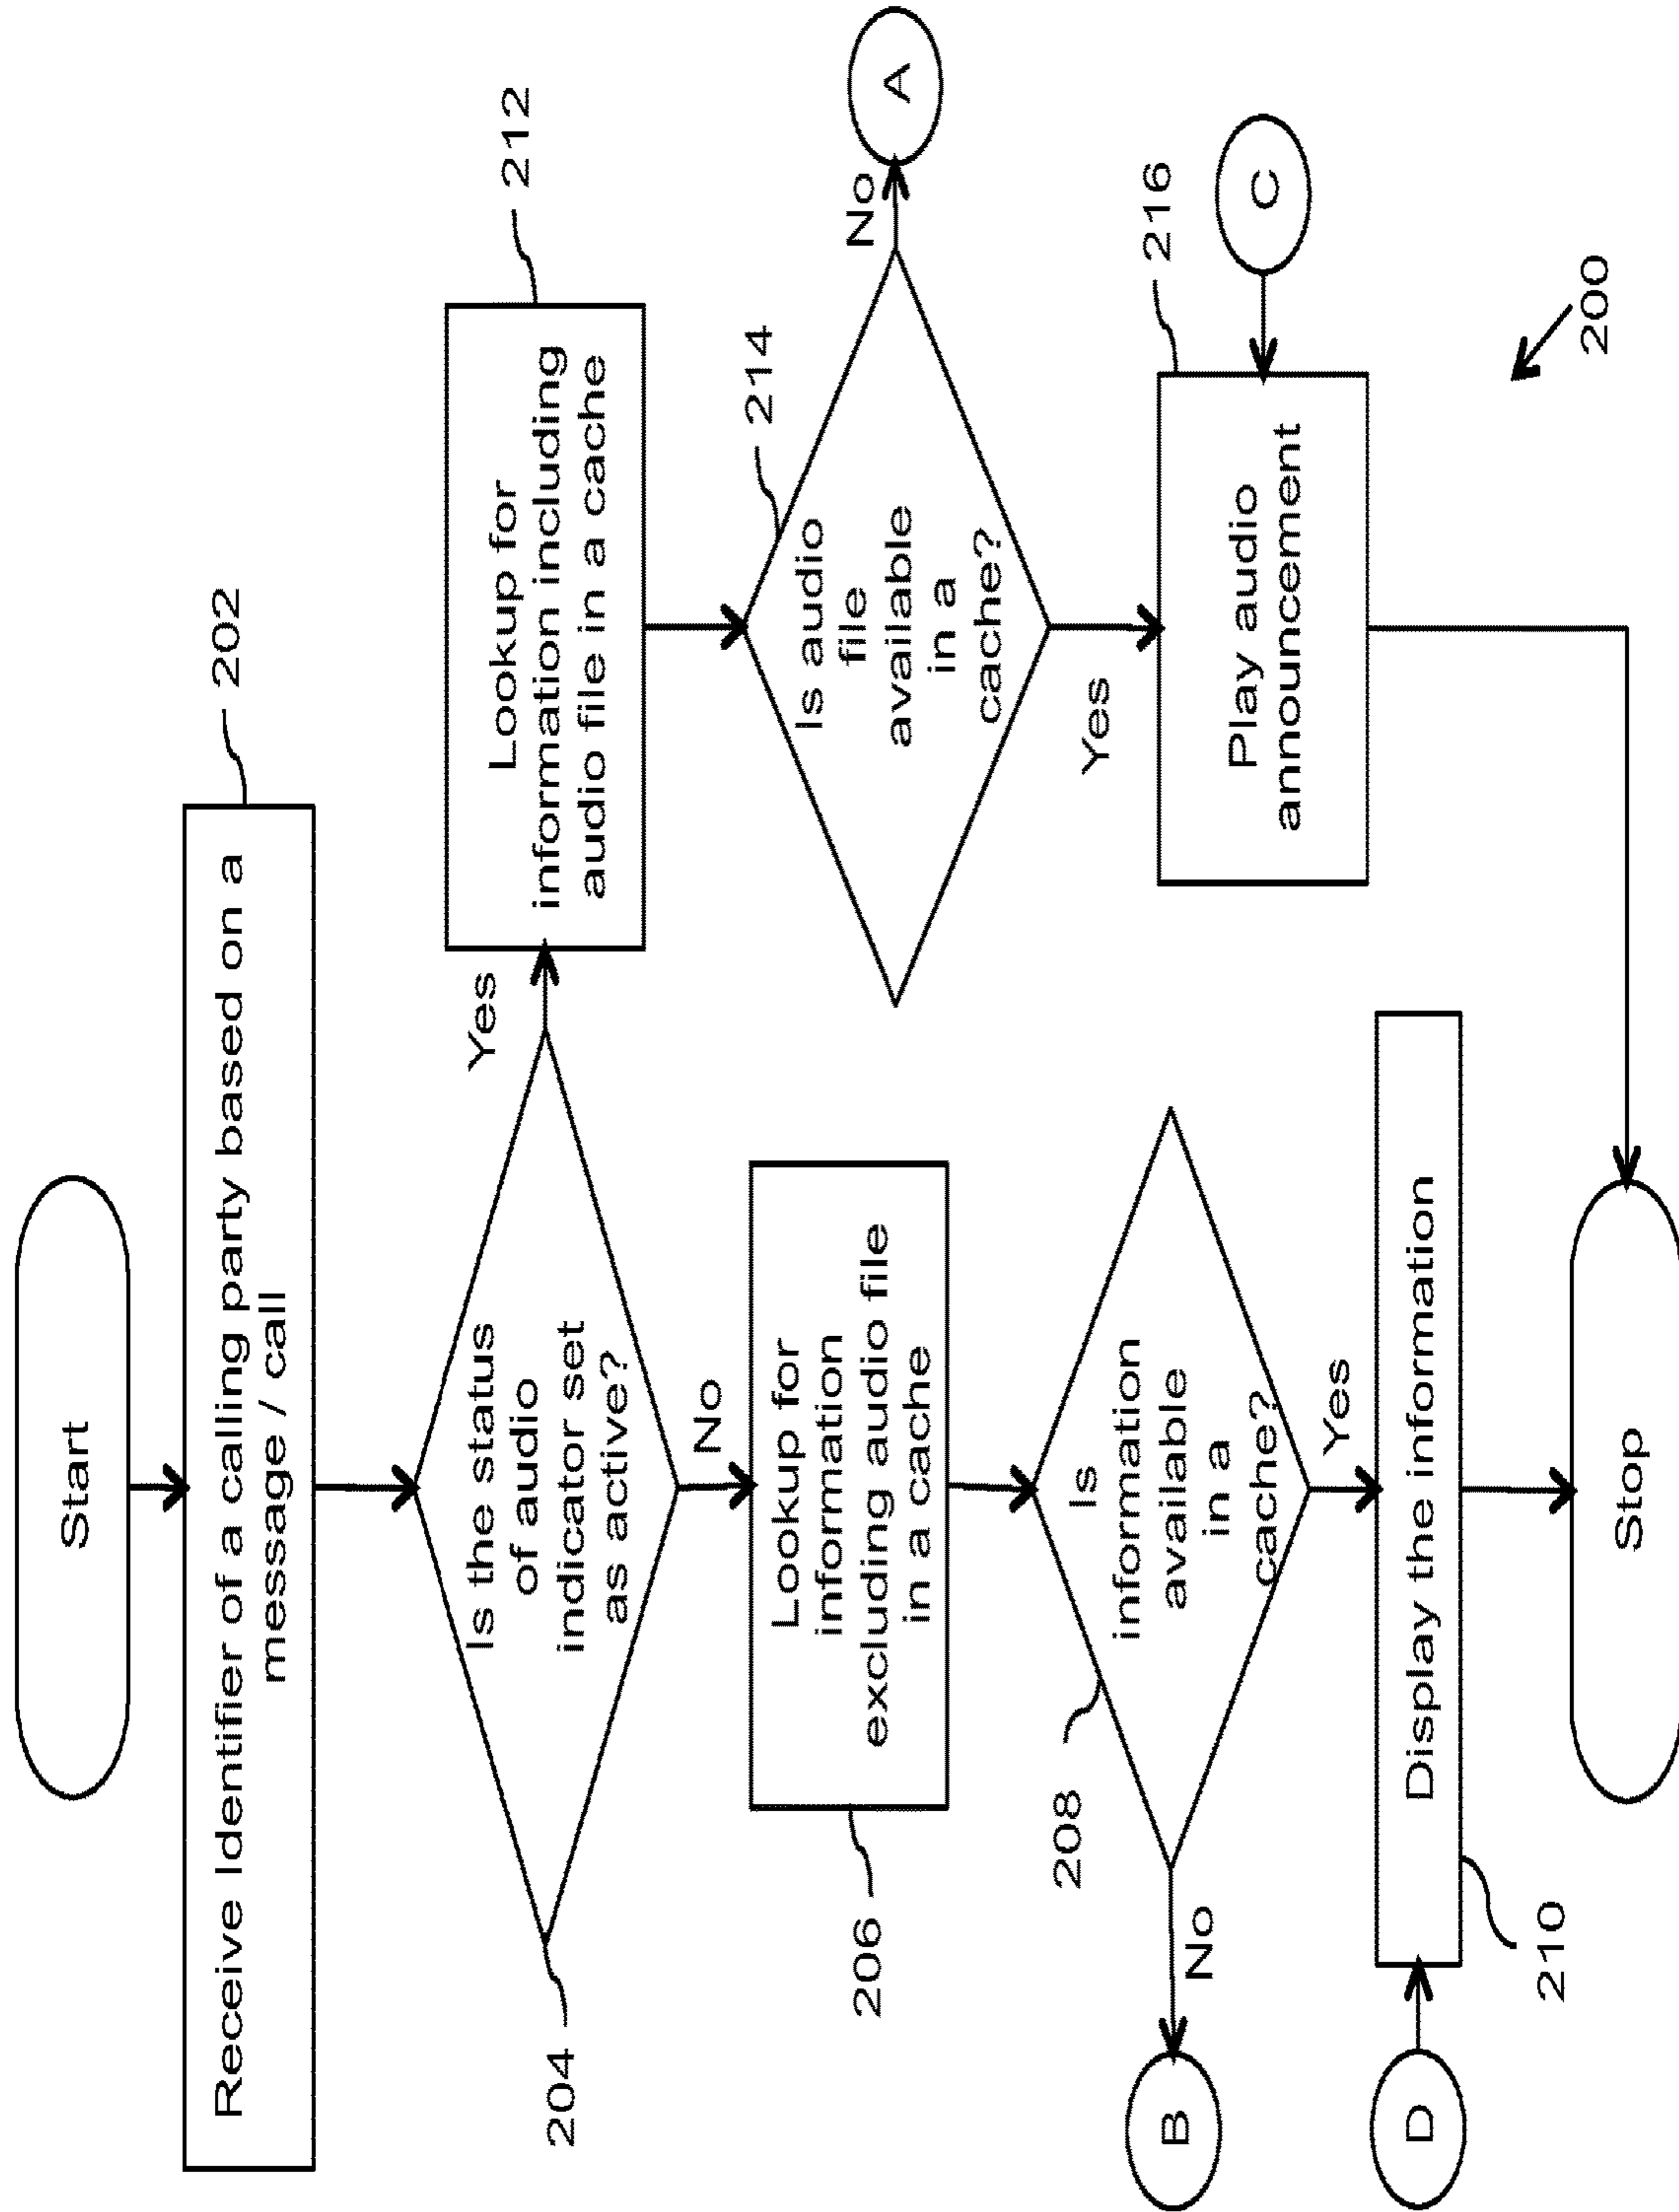 Start
Receive Identifier of a calling party based on a
message / call
202
Is the status
of audio
indicator set
as active?
204
Yes
No
Lookup for
information including
audio file in a cache
212
Lookup for
information
excluding audio file
in a cache
206
Is audio
file
available
in a
cache?
214
No
A
Yes
Is
information
available
in a
cache?
208
No
B
Yes
Play audio
announcement
216
C
Display the information
210
D
Stop
200